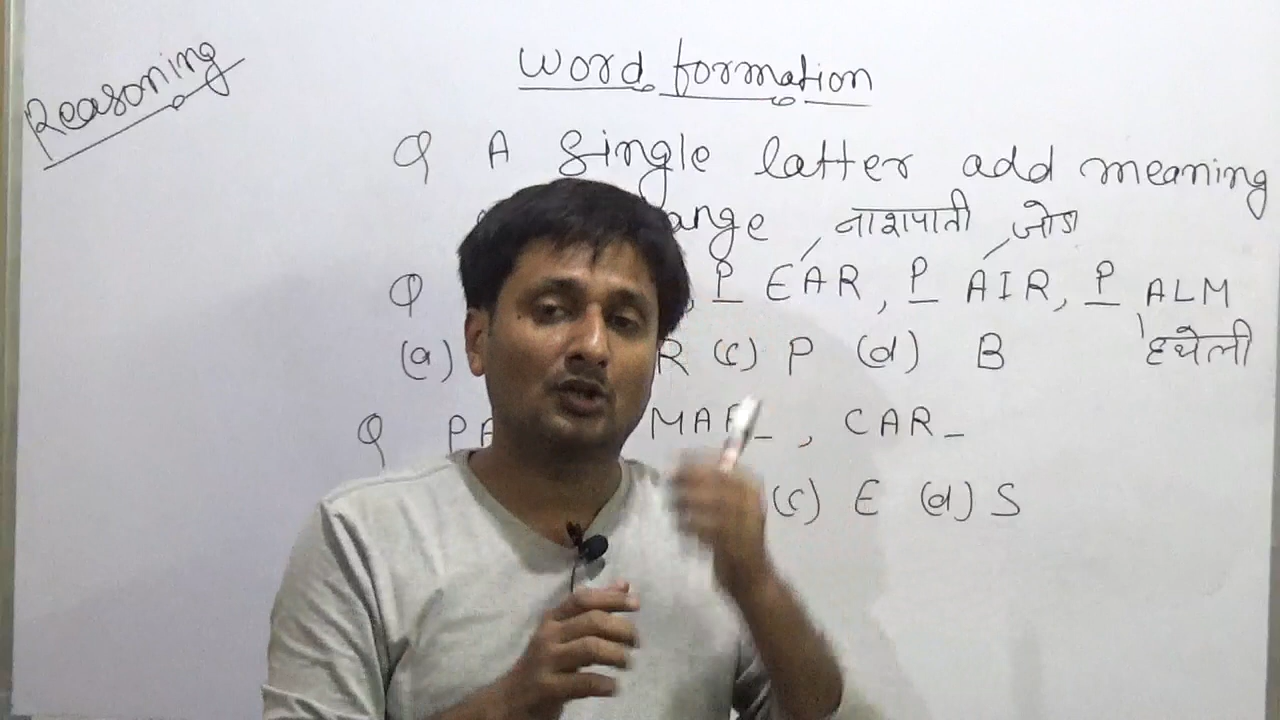 Reasoning
Word formation
Q A Single latter add meaning
ange नाशपाती जोडा
Q , P EAR, P AIR, P ALM
(a) R (c) P (d) B हथेली
Q PA MAR_ , CAR_
(c) E (d) S